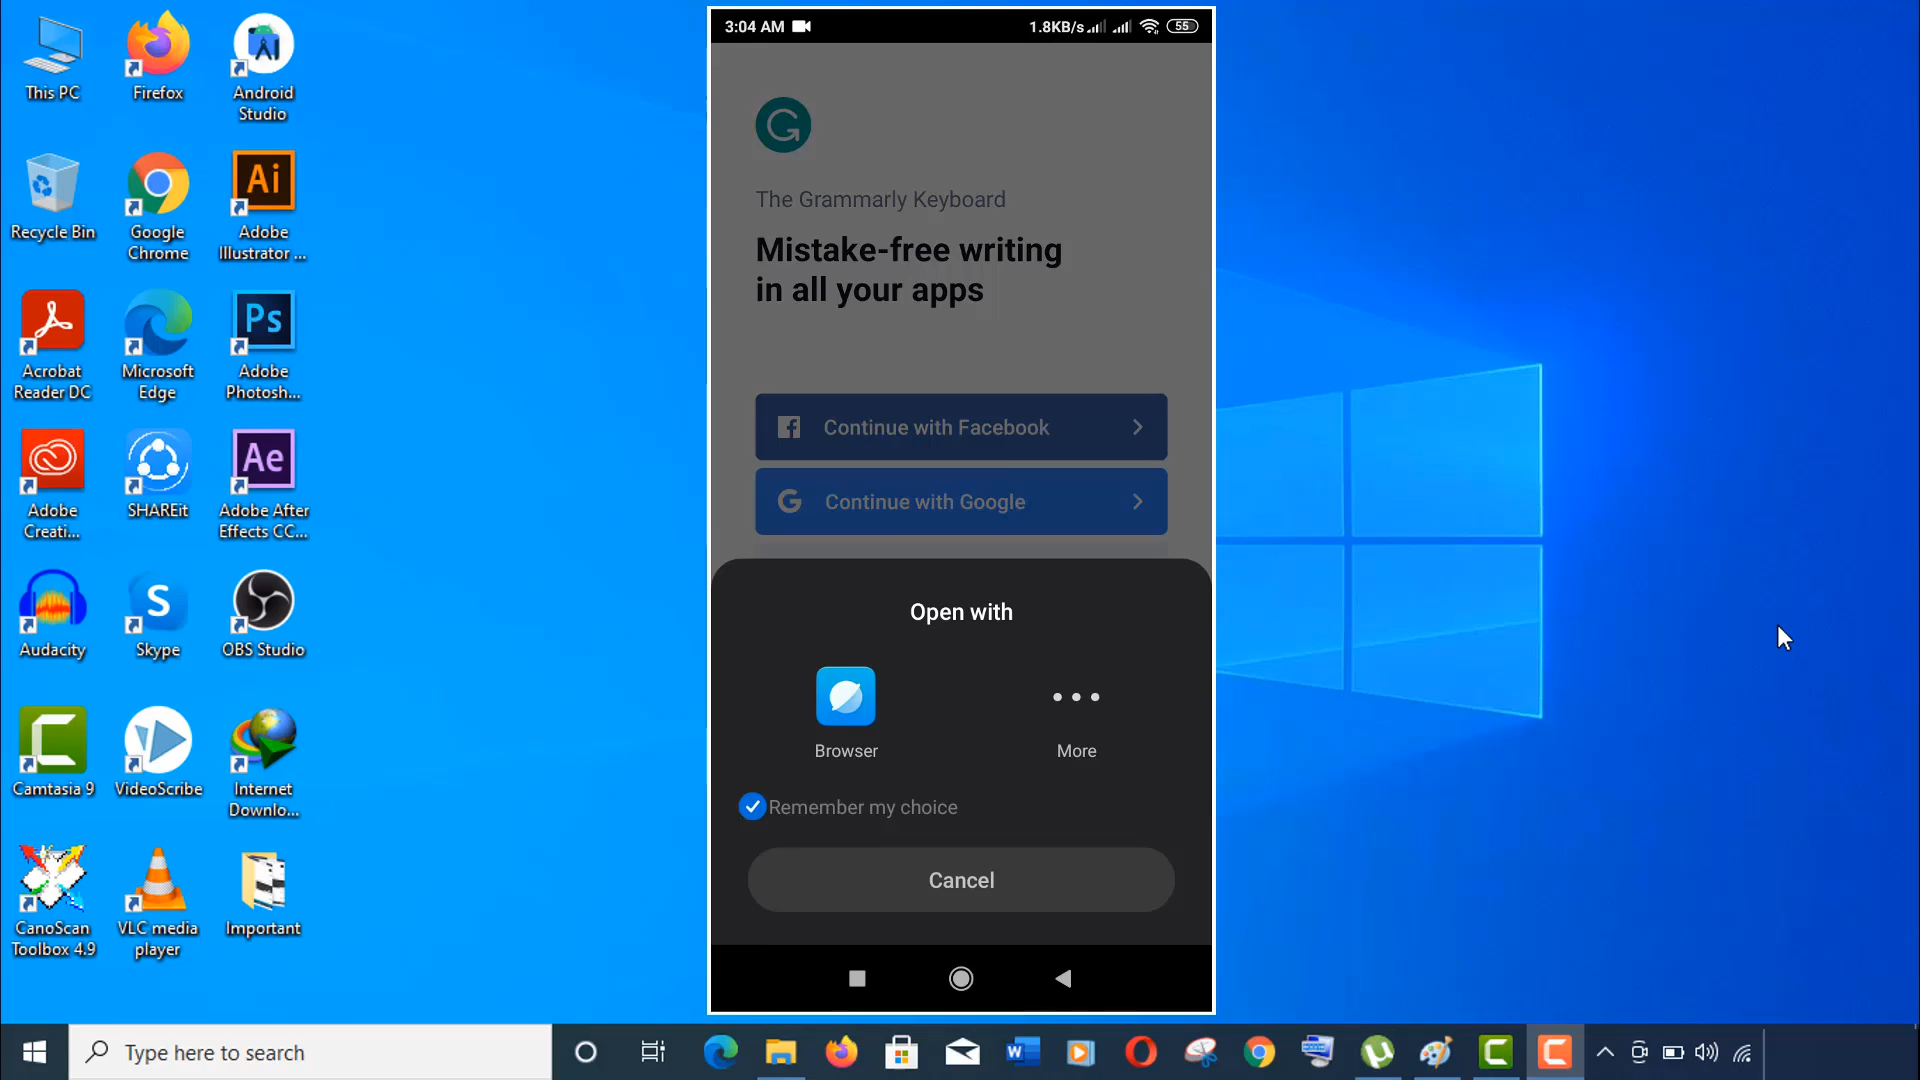 This PC
Firefox
Android
Studio
Recycle Bin
Google
Chrome
Ai
Adobe
Illustrator ...
Acrobat
Reader DC
Microsoft
Edge
Ps
Adobe
Photosh...
Adobe
Creati...
SHAREit
Ae
Adobe After
Effects CC...
Audacity
S
Skype
OBS Studio
Camtasia 9
VideoScribe
Internet
Downlo...
CanoScan
Toolbox 4.9
VLC media
player
Important
3:04 AM
1.8KB/s
55
The Grammarly Keyboard
Mistake-free writing
in all your apps
Continue with Facebook
Continue with Google
Open with
Browser
More
Remember my choice
Cancel
Type here to search